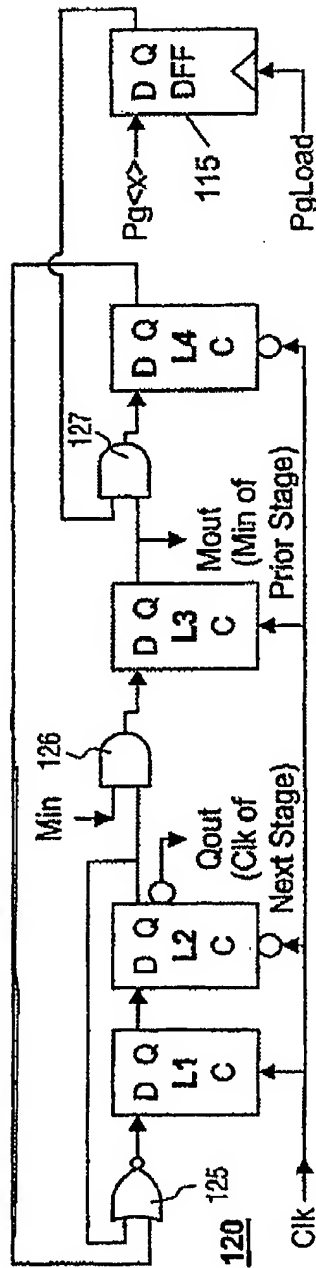 120
125
D Q
L1
C
D Q
L2
C
Qout
(Clk of
Next Stage)
Min
126
D Q
L3
C
Mout
(Min of
Prior Stage)
127
D Q
L4
C
Pg<x>
D Q
DFF
115
PgLoad
Clk